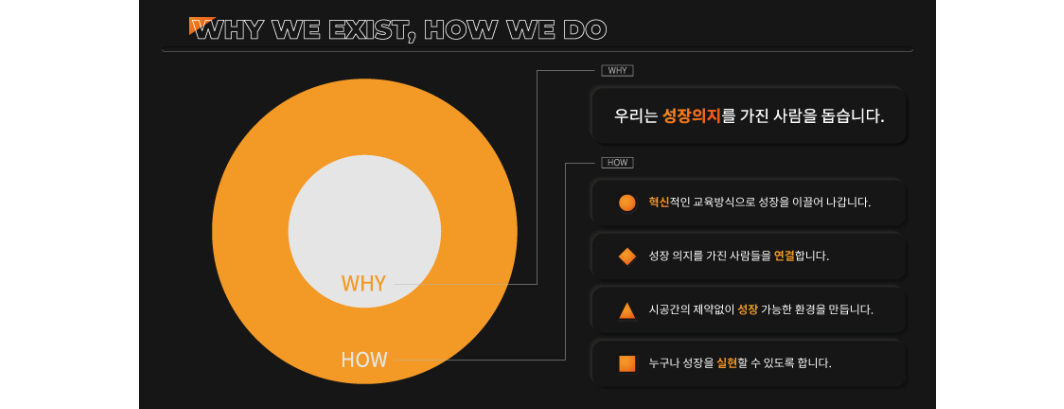 WHY WE EXIST, HOW WE DO
WHY
우리는 성장의지를 가진 사람을 돕습니다.
HOW
혁신적인 교육방식으로 성장을 이끌어 나갑니다.
성장 의지를 가진 사람들을 연결합니다.
시공간의 제약없이 성장 가능한 환경을 만듭니다.
누구나 성장을 실현할 수 있도록 합니다.
WHY
HOW